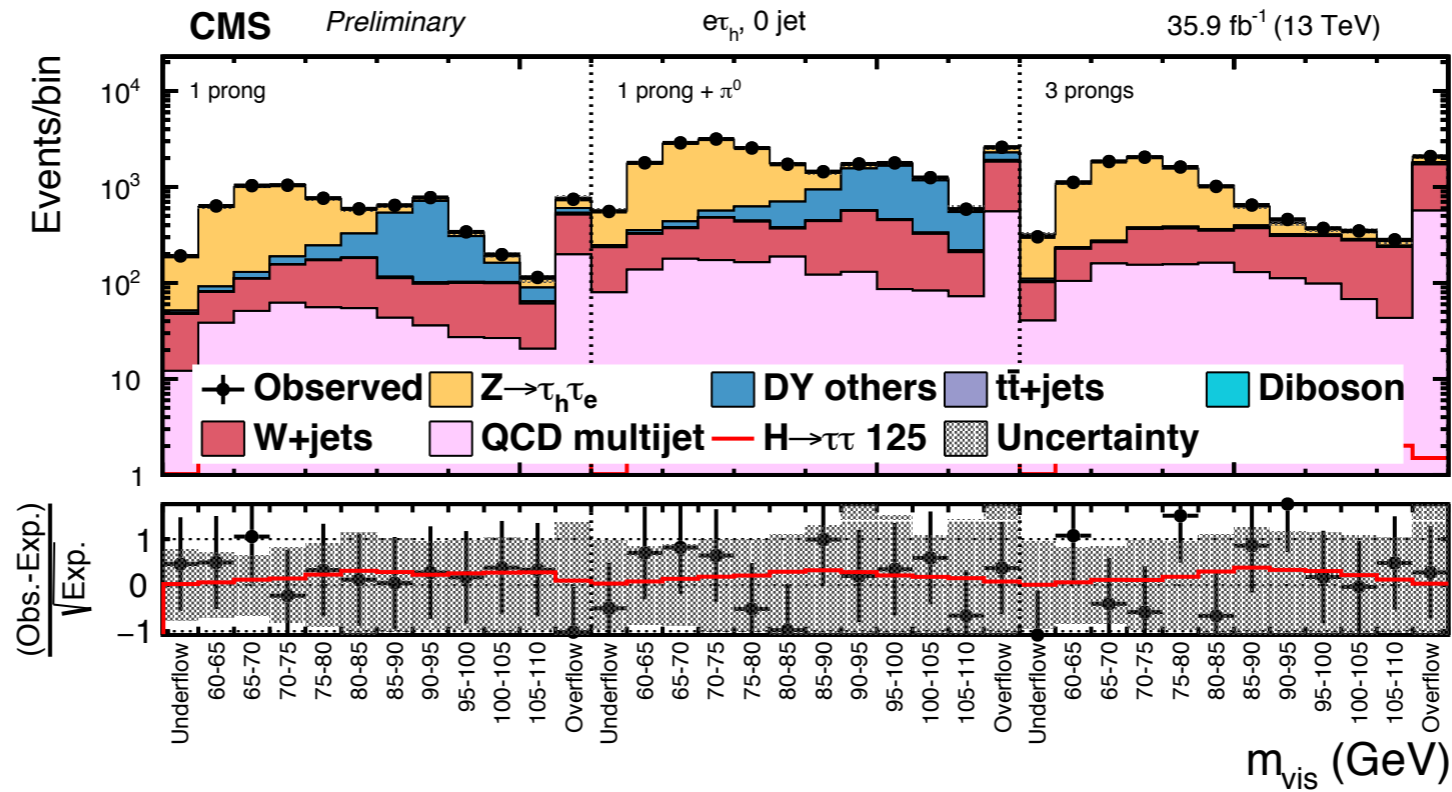 CMS Preliminary eτₕ, 0 jet 35.9 fb⁻¹ (13 TeV)
Events/bin
10⁴
10³
10²
10
1
1 prong
1 prong + π⁰
3 prongs
Observed Z→τₕτₑ DY others tt̄+jets Diboson
W+jets QCD multijet H→ττ 125 Uncertainty
(Obs.-Exp.)
√Exp.
1
0
−1
Underflow 60-65 65-70 70-75 75-80 80-85 85-90 90-95 95-100 100-105 105-110 Overflow Underflow 60-65 65-70 70-75 75-80 80-85 85-90 90-95 95-100 100-105 105-110 Overflow Underflow 60-65 65-70 70-75 75-80 80-85 85-90 90-95 95-100 100-105 105-110 Overflow
m_vis (GeV)